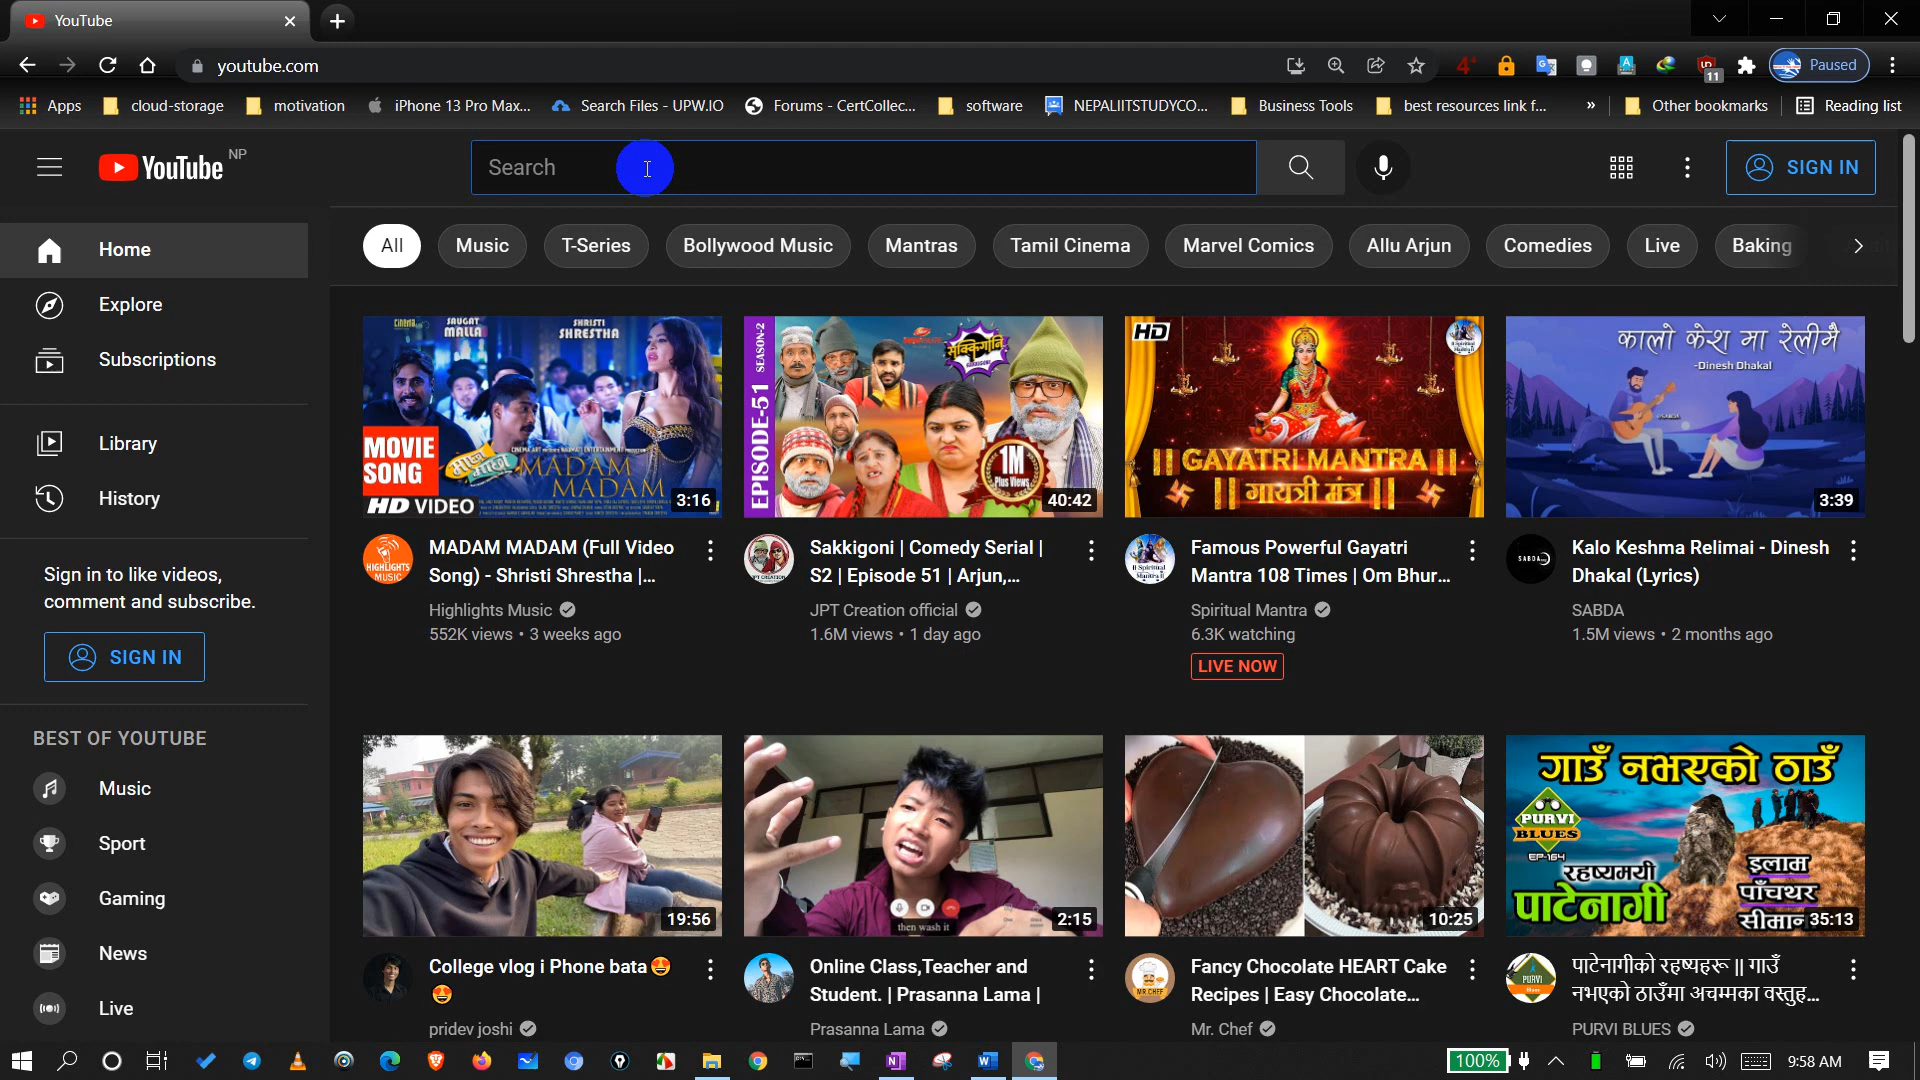 YouTube
youtube.com
11
Paused
Apps
cloud-storage
motivation
iPhone 13 Pro Max...
Search Files - UPW.IO
Forums - CertCollec...
software
NEPALIITSTUDYCO...
Business Tools
best resources link f...
»
Other bookmarks
Reading list
YouTube NP
Search
SIGN IN
Home
Explore
Subscriptions
Library
History
Sign in to like videos,
comment and subscribe.
SIGN IN
BEST OF YOUTUBE
Music
Sport
Gaming
News
Live
All
Music
T-Series
Bollywood Music
Mantras
Tamil Cinema
Marvel Comics
Allu Arjun
Comedies
Live
Baking
SAUGAT
MALLA
SHRISTI
SHRESTHA
MOVIE
SONG
MADAM
MADAM
HD VIDEO
3:16
MADAM MADAM (Full Video
Song) - Shristi Shrestha |...
Highlights Music
552K views • 3 weeks ago
EPISODE-51 SEASON-2
सक्किगोनि
1M
Plus Views
40:42
Sakkigoni | Comedy Serial |
S2 | Episode 51 | Arjun,...
JPT Creation official
1.6M views • 1 day ago
HD
|| GAYATRI MANTRA ||
|| गायत्री मंत्र ||
Famous Powerful Gayatri
Mantra 108 Times | Om Bhur...
Spiritual Mantra
6.3K watching
LIVE NOW
कालो केश मा रेलीमै
-Dinesh Dhakal
3:39
SABDA
Kalo Keshma Relimai - Dinesh
Dhakal (Lyrics)
SABDA
1.5M views • 2 months ago
19:56
College vlog i Phone bata😍
😍
pridev joshi
then wash it
2:15
Online Class,Teacher and
Student. | Prasanna Lama |
Prasanna Lama
10:25
MR CHEF
Fancy Chocolate HEART Cake
Recipes | Easy Chocolate...
Mr. Chef
गाउँ नभएको ठाउँ
PURVI
BLUES
EP-164
रहष्यमयी
पाटेनागी
इलाम
पाँचथर
सीमाना
35:13
पाटेनागीको रहष्यहरू || गाउँ
नभएको ठाउँमा अचम्मका वस्तुह...
PURVI BLUES
100%
9:58 AM